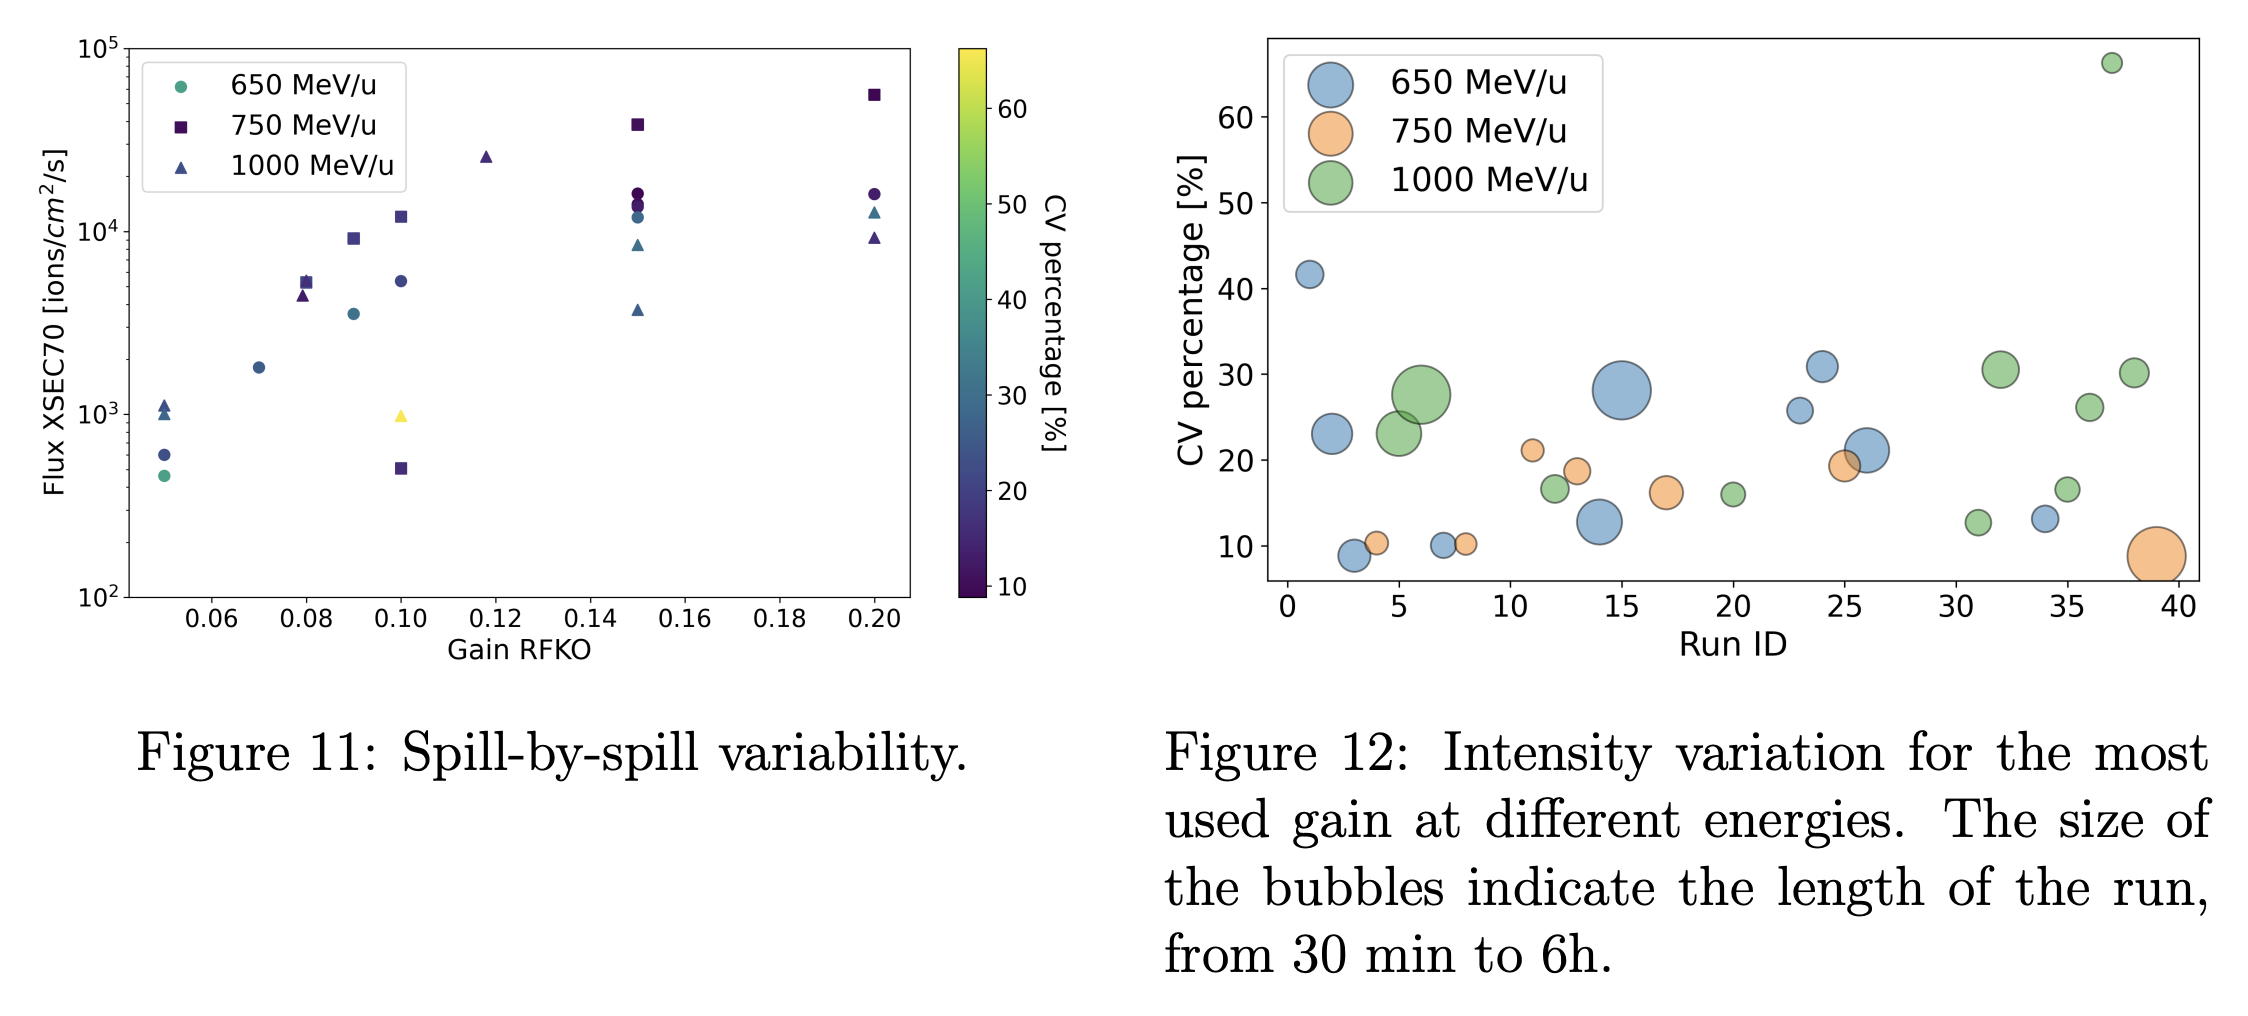 10^5
10^4
10^3
10^2
Flux XSEC70 [ions/cm^2/s]
650 MeV/u
750 MeV/u
1000 MeV/u
0.06 0.08 0.10 0.12 0.14 0.16 0.18 0.20
Gain RFKO
60
50
40
30
20
10
CV percentage [%]
Figure 11: Spill-by-spill variability.
60
50
40
30
20
10
CV percentage [%]
650 MeV/u
750 MeV/u
1000 MeV/u
0 5 10 15 20 25 30 35 40
Run ID
Figure 12: Intensity variation for the most
used gain at different energies. The size of
the bubbles indicate the length of the run,
from 30 min to 6h.